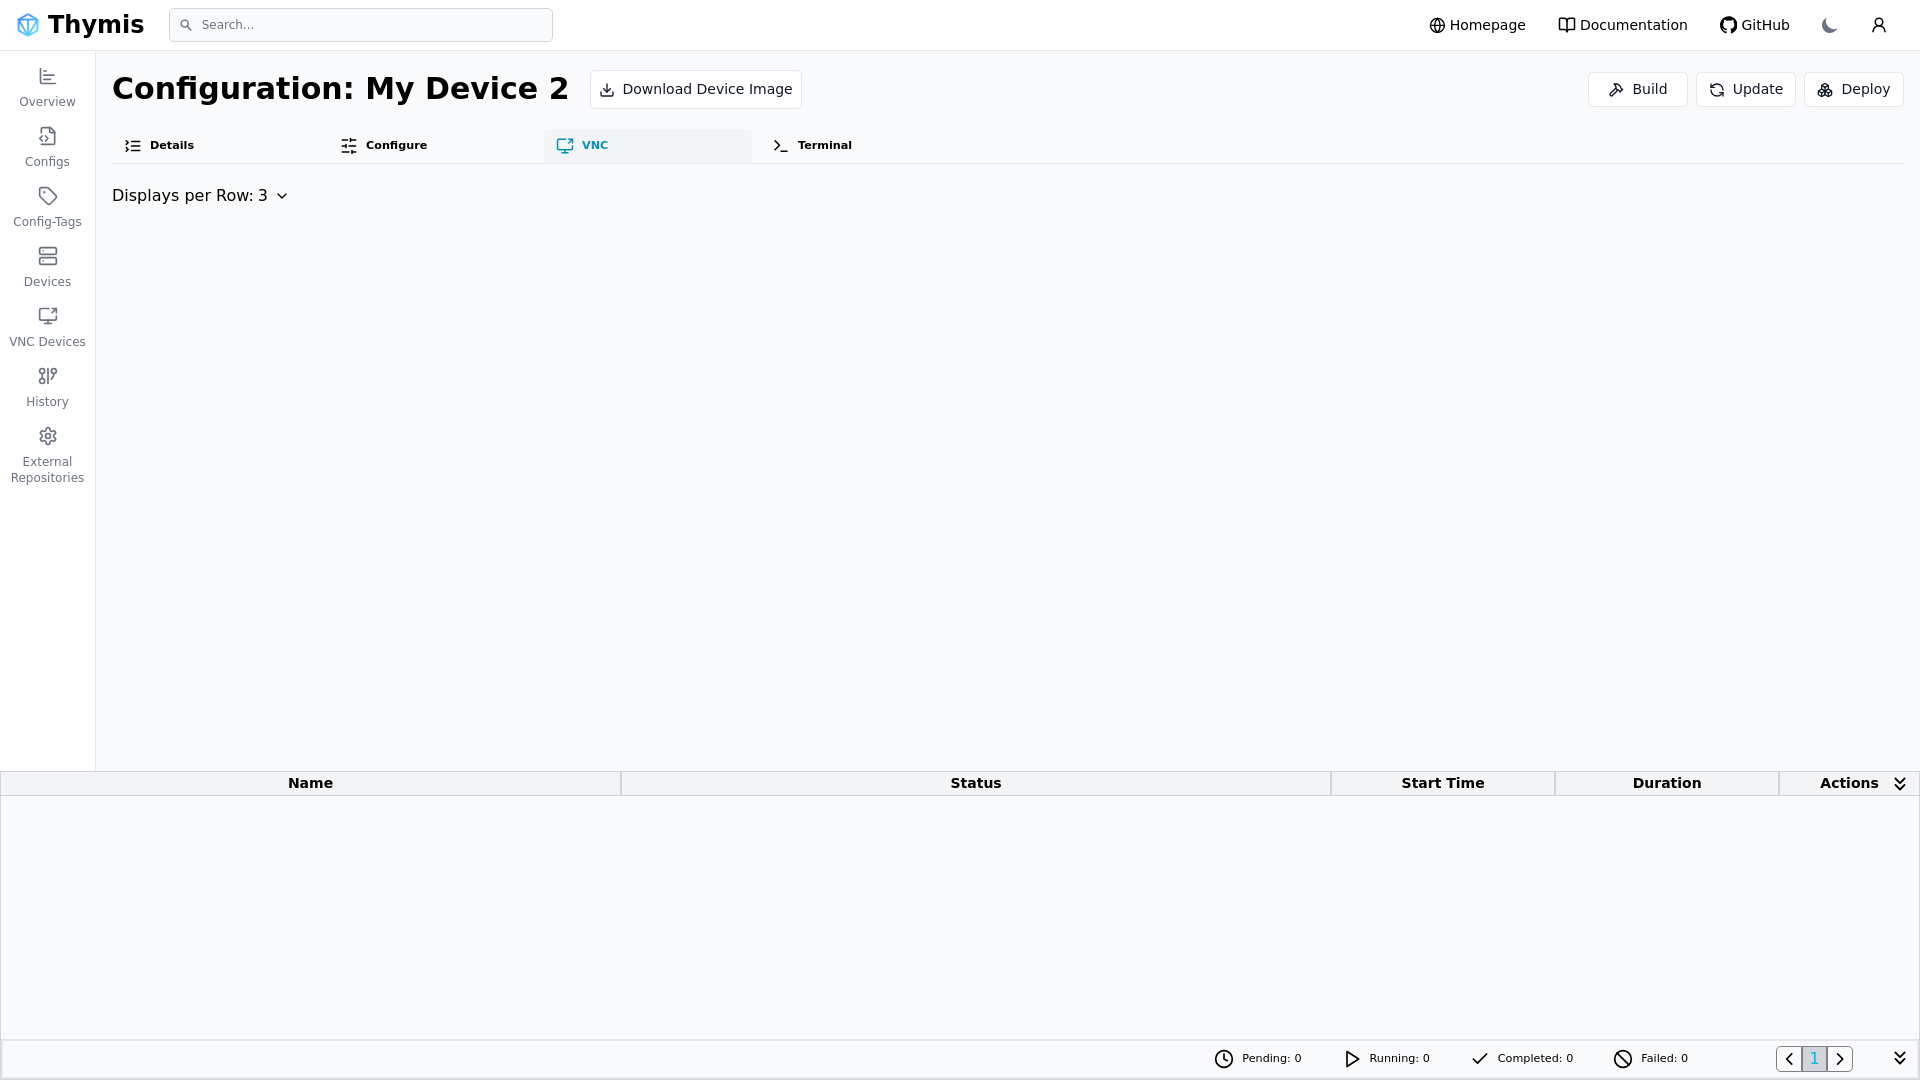 Thymis
Search...
Homepage
Documentation
GitHub
Overview
Configs
Config-Tags
Devices
VNC Devices
History
External
Repositories
Configuration: My Device 2
Download Device Image
Build
Update
Deploy
Details
Configure
VNC
Terminal
Displays per Row: 3
Name
Status
Start Time
Duration
Actions
Pending: 0
Running: 0
Completed: 0
Failed: 0
1